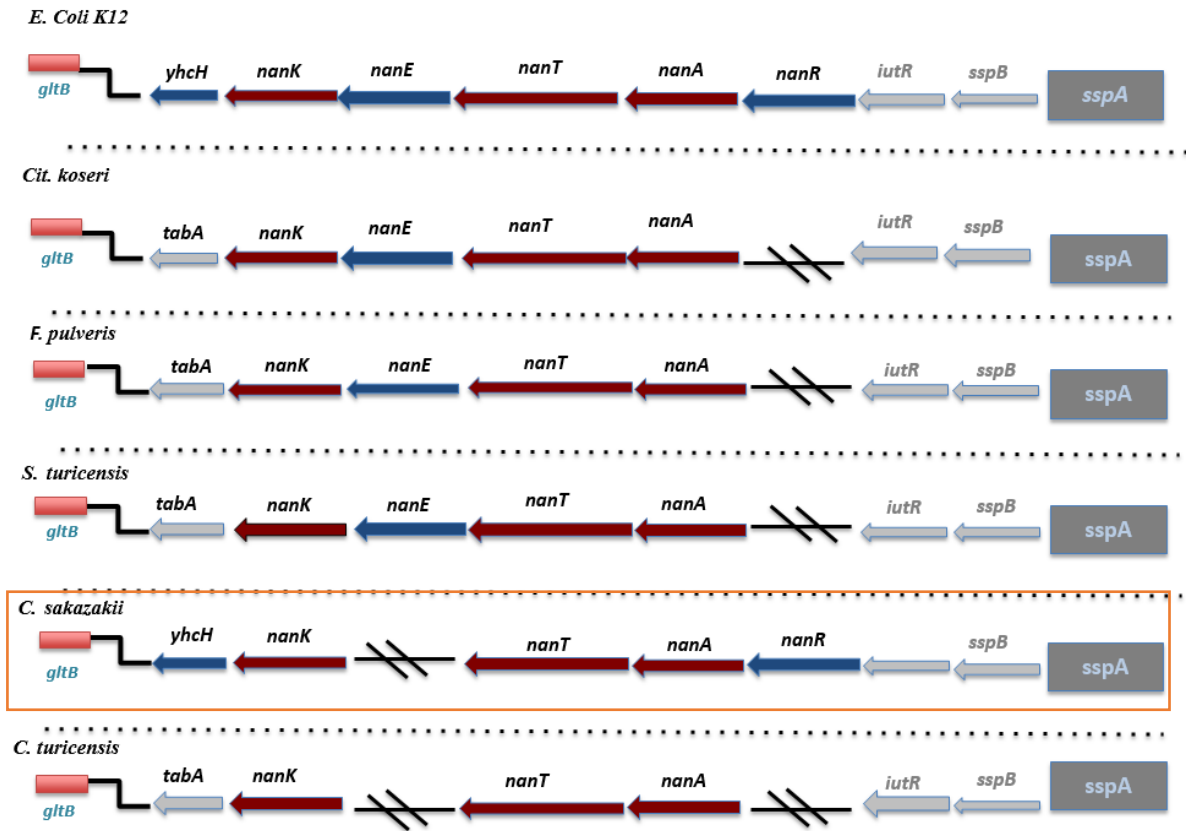 E. Coli K12
yhcH nanK nanE nanT nanA nanR iutR sspB
gltB sspA
Cit. koseri
tabA nanK nanE nanT nanA iutR sspB
gltB sspA
F. pulveris
tabA nanK nanE nanT nanA iutR sspB
gltB sspA
S. turicensis
tabA nanK nanE nanT nanA iutR sspB
gltB sspA
C. sakazakii
yhcH nanK nanT nanA nanR sspB
gltB sspA
C. turicensis
tabA nanK nanT nanA iutR sspB
gltB sspA